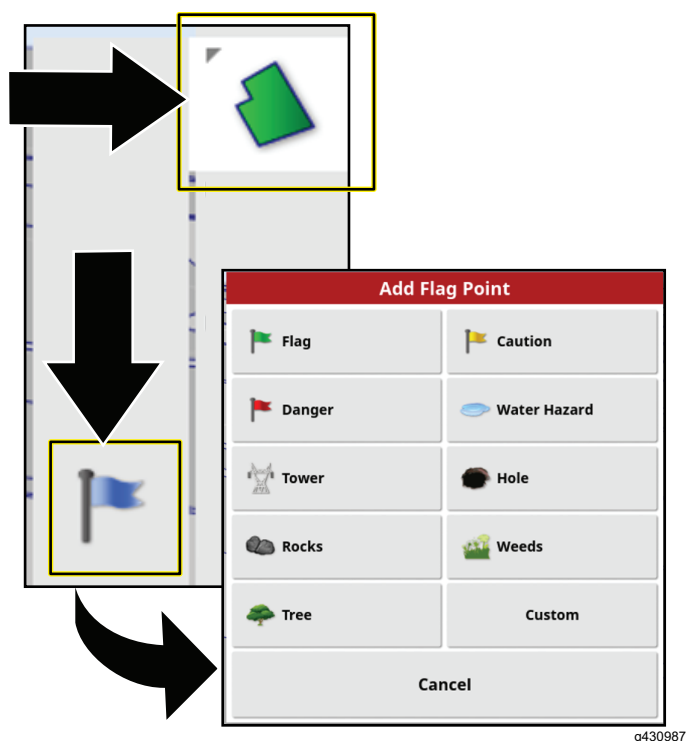 Add Flag Point
Flag
Caution
Danger
Water Hazard
Tower
Hole
Rocks
Weeds
Tree
Custom
Cancel
g430987